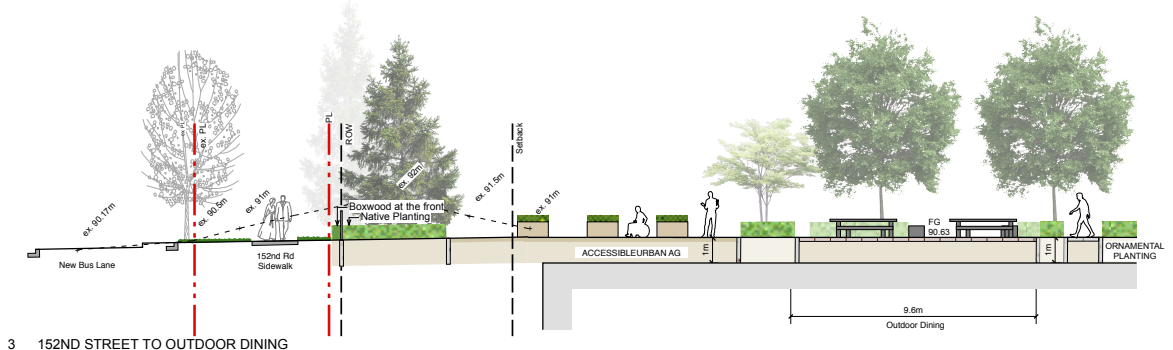 ex. 90.17m
ex. PL
ex. 90.5m
ex. 91m
PL
ROW
ex. 92m
Boxwood at the front
Native Planting
ex. 91.5m
Setback
ex. 91m
New Bus Lane
152nd Rd
Sidewalk
ACCESSIBLEURBAN AG
1m
FG
90.63
1m
ORNAMENTAL
PLANTING
9.6m
Outdoor Dining
3 152ND STREET TO OUTDOOR DINING